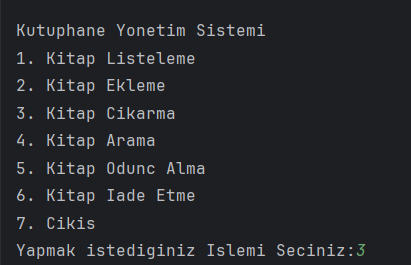 Kutuphane Yonetim Sistemi
1. Kitap Listeleme
2. Kitap Ekleme
3. Kitap Cikarma
4. Kitap Arama
5. Kitap Odunc Alma
6. Kitap Iade Etme
7. Cikis
Yapmak istediginiz Islemi Seciniz:3